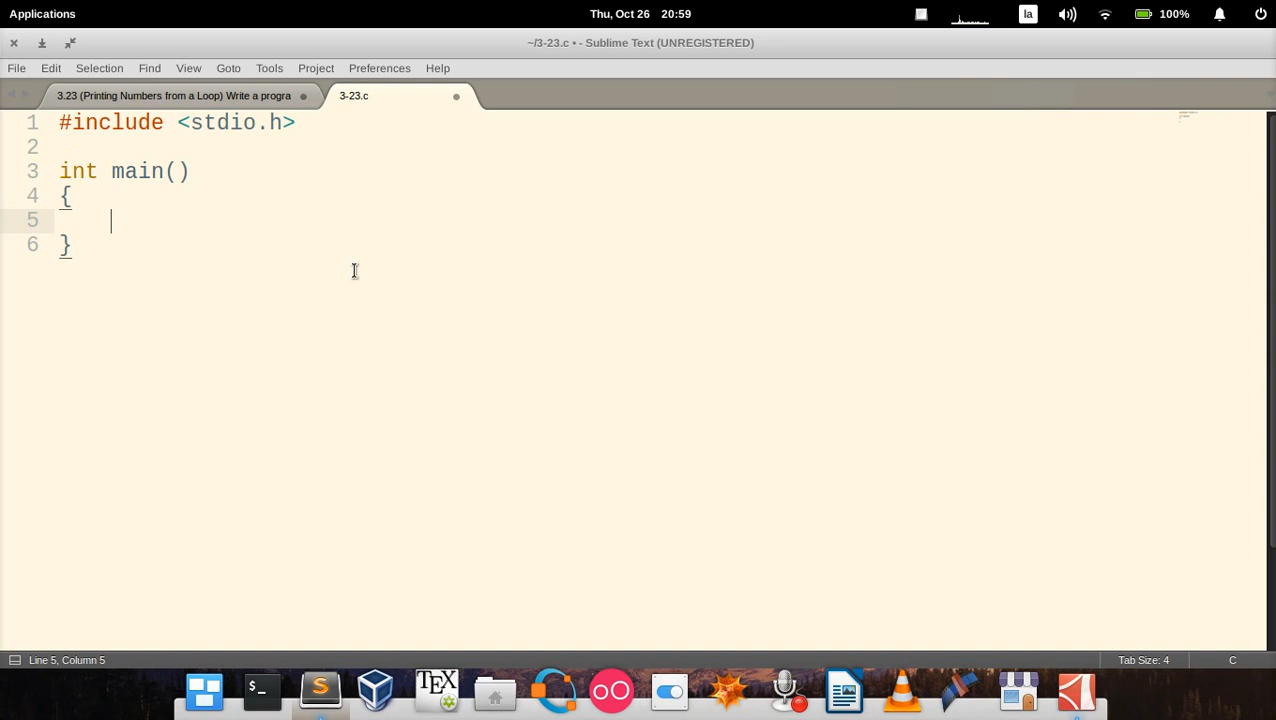 Applications
Thu, Oct 26 20:59
la
100%
~/3-23.c • - Sublime Text (UNREGISTERED)
File Edit Selection Find View Goto Tools Project Preferences Help
3.23 (Printing Numbers from a Loop) Write a progra
3-23.c
1 #include <stdio.h>
2
3 int main()
4 {
5
6 }
Line 5, Column 5
Tab Size: 4
C
$_
S
TEX